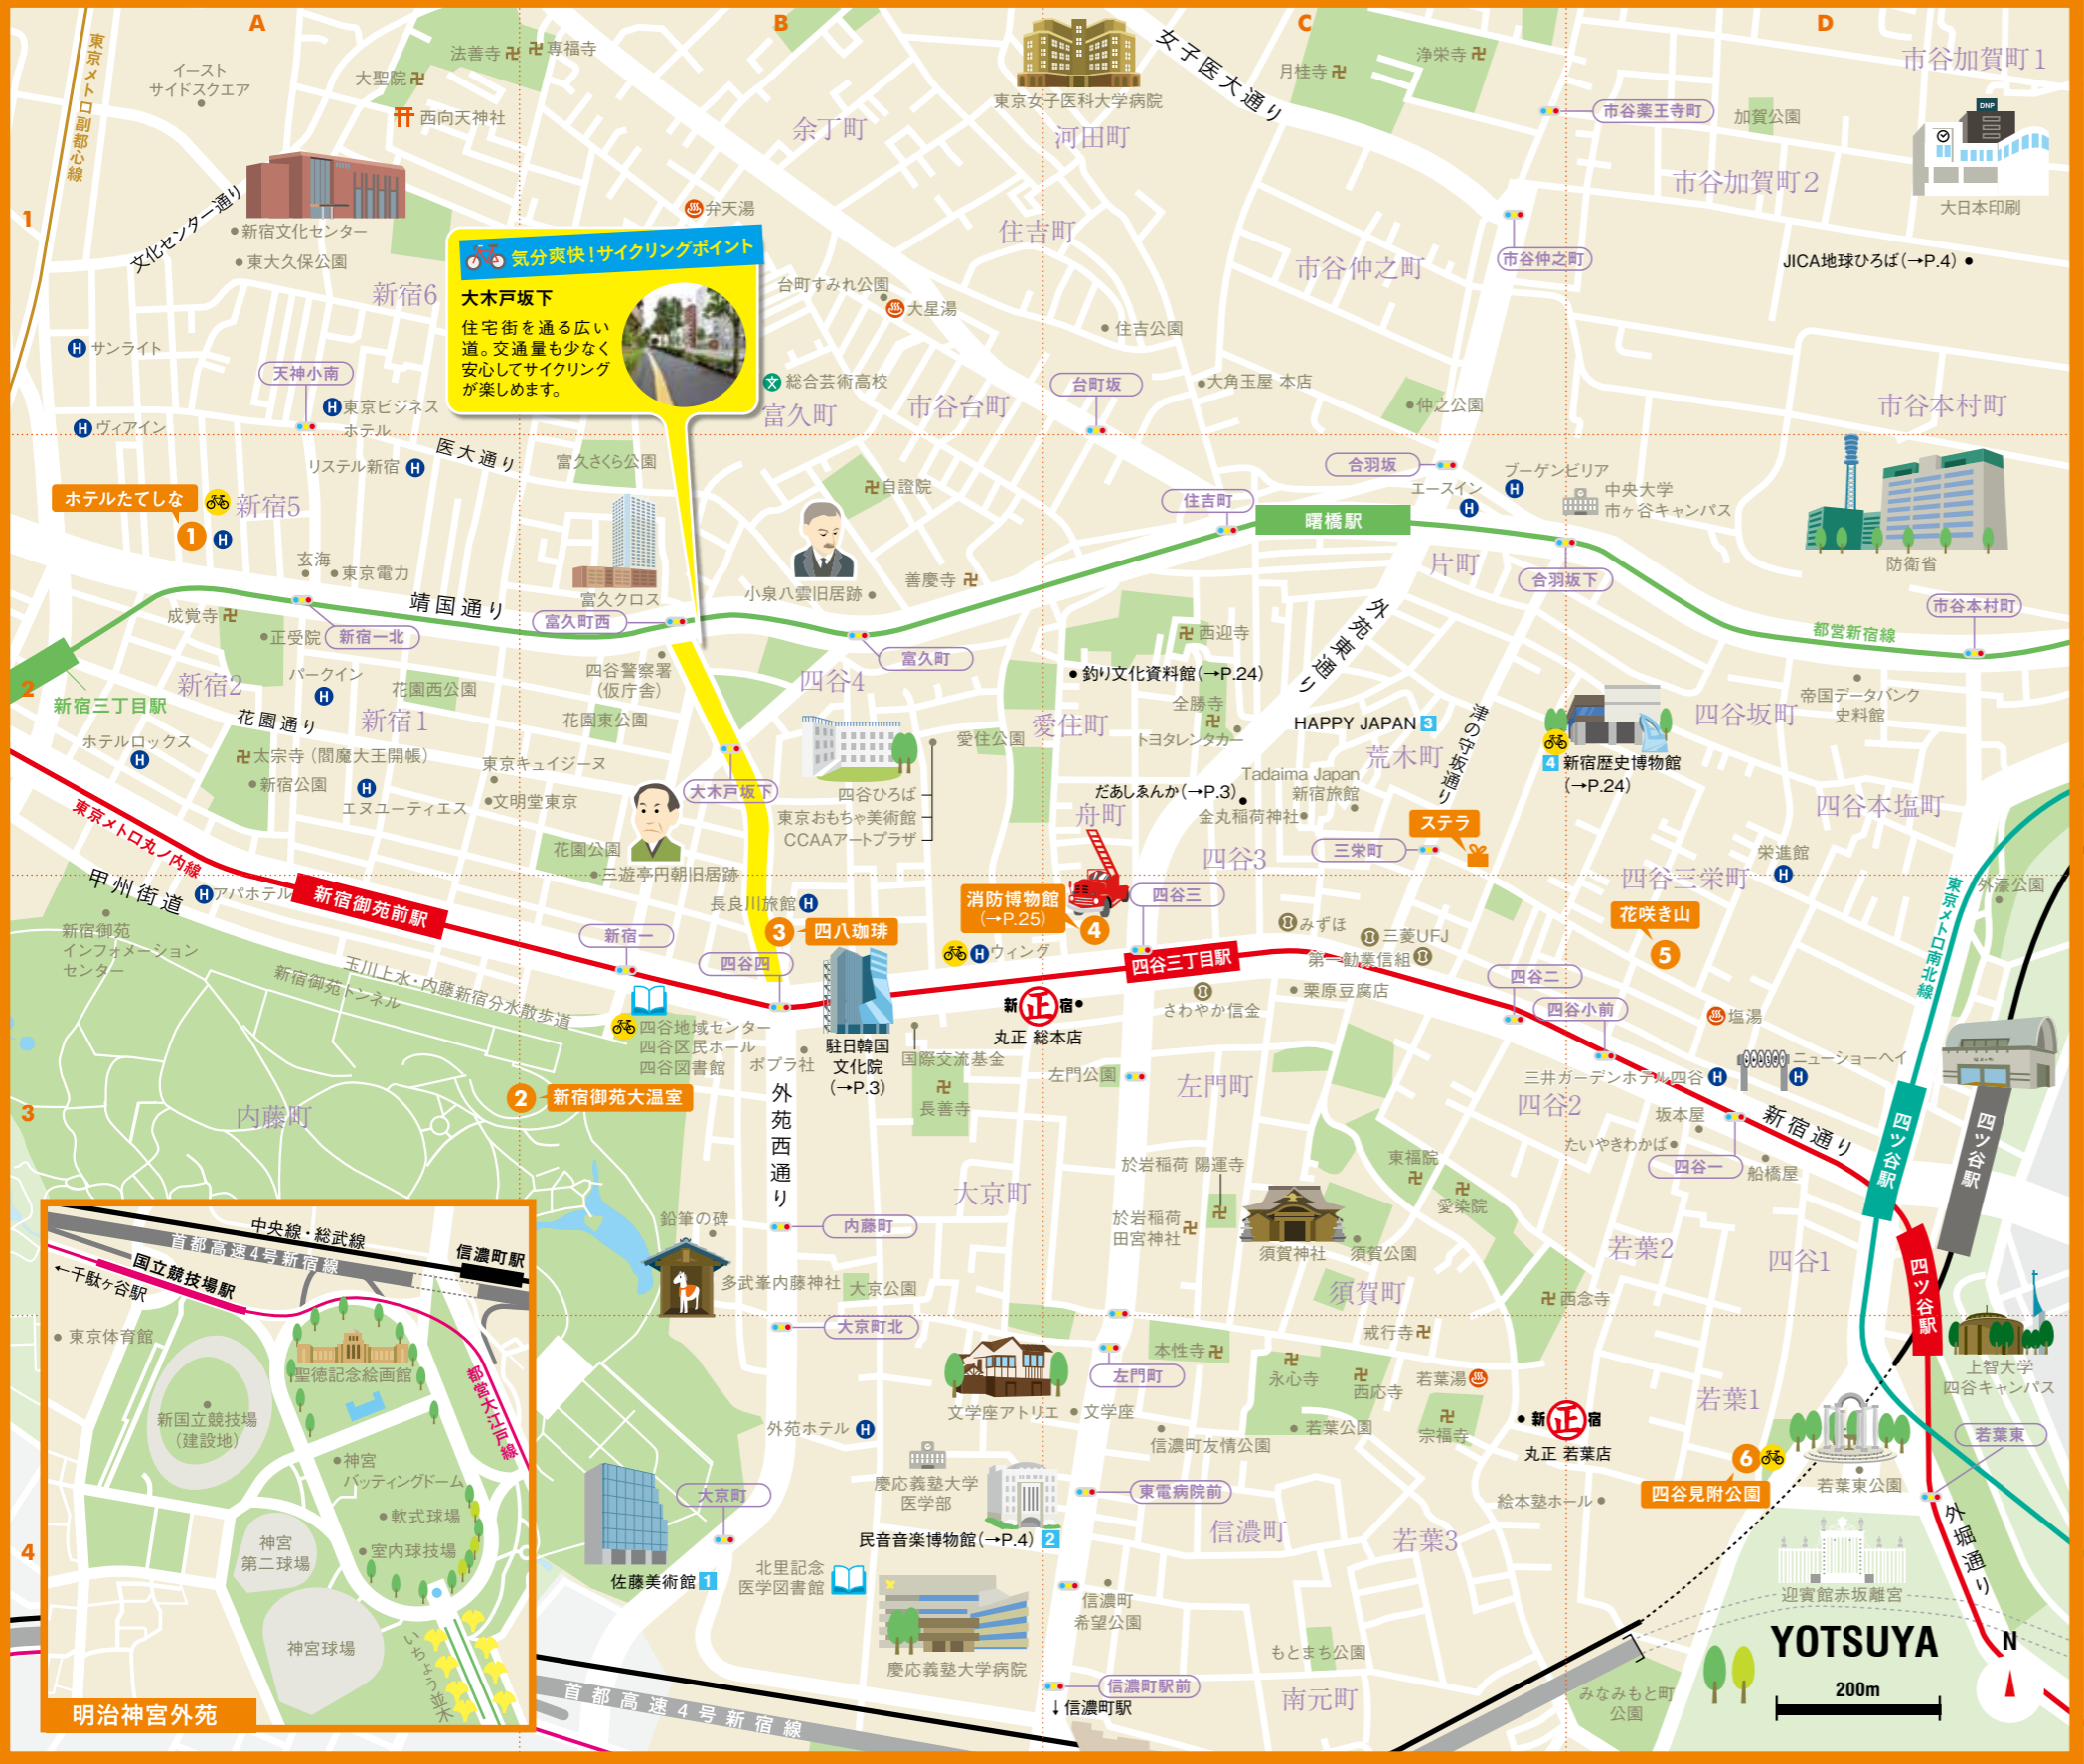 A
B
C
D
1
2
3
4
東京メトロ副都心線
イースト
サイドスクエア
法善寺
専福寺
大聖院
西向天神社
東京女子医科大学病院
女子医大通り
月桂寺
浄栄寺
市谷加賀町1
市谷薬王寺町
加賀公園
DNP
余丁町
河田町
市谷加賀町2
大日本印刷
文化センター通り
新宿文化センター
東大久保公園
弁天湯
住吉町
市谷仲之町
市谷仲之町
JICA地球ひろば(→P.4)
新宿6
気分爽快!サイクリングポイント
大木戸坂下
住宅街を通る広い
道。交通量も少なく
安心してサイクリング
が楽しめます。
台町すみれ公園
大星湯
住吉公園
サンライト
天神小南
東京ビジネス
ホテル
ヴィアイン
総合芸術高校
富久町
市谷台町
台町坂
大角玉屋 本店
仲之公園
市谷本村町
医大通り
リステル新宿
富久さくら公園
合羽坂
ブーゲンビリア
エースイン
中央大学
市ヶ谷キャンパス
ホテルたてしな
新宿5
1
自證院
住吉町
曙橋駅
片町
合羽坂下
防衛省
玄海
東京電力
富久クロス
小泉八雲旧居跡
善慶寺
市谷本村町
成覚寺
正受院
新宿一北
靖国通り
富久町西
富久町
都営新宿線
西迎寺
外苑東通り
四谷警察署
(仮庁舎)
四谷4
釣り文化資料館(→P.24)
全勝寺
帝国データバンク
史料館
新宿三丁目駅
新宿2
パークイン
花園西公園
花園通り
新宿1
花園東公園
愛住公園
愛住町
トヨタレンタカー
HAPPY JAPAN 3
荒木町
津の守坂通り
四谷坂町
4 新宿歴史博物館
(→P.24)
ホテルロックス
太宗寺(閻魔大王開帳)
新宿公園
エヌユーティエス
東京キュイジーヌ
文明堂東京
大木戸坂下
四谷ひろば
東京おもちゃ美術館
CCAAアートプラザ
Tadaima Japan
新宿旅館
だあしゑんか(→P.3)
金丸稲荷神社
舟町
四谷3
三栄町
ステラ
四谷本塩町
東京メトロ丸ノ内線
花園公園
三遊亭円朝旧居跡
四谷三栄町
栄進館
東京メトロ南北線
外濠公園
甲州街道
アパホテル
新宿御苑前駅
長良川旅館
3
四八珈琲
消防博物館
(→P.25)
4
四谷三
花咲き山
5
新宿御苑
インフォメーション
センター
新宿一
四谷四
ウィング
四谷三丁目駅
みずほ
三菱UFJ
第一勧業信組
四谷二
玉川上水・内藤新宿分水散歩道
新宿御苑トンネル
四谷地域センター
四谷区民ホール
四谷図書館
ポプラ社
駐日韓国
文化院
(→P.3)
国際交流基金
新 正 宿
丸正 総本店
さわやか信金
栗原豆腐店
四谷小前
塩湯
ニューショーヘイ
三井ガーデンホテル四谷
2
新宿御苑大温室
内藤町
長善寺
左門公園
左門町
四谷2
坂本屋
新宿通り
たいやきわかば
四谷一
船橋屋
四ツ谷駅
四ツ谷駅
外苑西通り
大京町
於岩稲荷 陽運寺
東福院
愛染院
内藤町
鉛筆の碑
於岩稲荷
田宮神社
須賀神社
須賀公園
若葉2
四谷1
四ツ谷駅
多武峯内藤神社
大京公園
須賀町
西念寺
大京町北
戒行寺
本性寺
左門町
永心寺
西応寺
若葉湯
上智大学
四谷キャンパス
文学座アトリエ
文学座
外苑ホテル
信濃町友情公園
若葉公園
宗福寺
新 正 宿
丸正 若葉店
若葉1
6
四谷見附公園
若葉東公園
若葉東
慶応義塾大学
医学部
大京町
東電病院前
絵本塾ホール
民音音楽博物館(→P.4) 2
信濃町
若葉3
外堀通り
佐藤美術館 1
北里記念
医学図書館
信濃町
希望公園
迎賓館赤坂離宮
慶応義塾大学病院
もとまち公園
信濃町駅前
↓信濃町駅
南元町
みなみもと町
公園
首都高速4号新宿線
YOTSUYA
200m
N
中央線・総武線
首都高速4号新宿線
信濃町駅
国立競技場駅
←千駄ヶ谷駅
東京体育館
聖徳記念絵画館
都営大江戸線
新国立競技場
(建設地)
神宮
バッティングドーム
軟式球場
神宮
第二球場
室内球技場
神宮球場
いちょう並木
明治神宮外苑